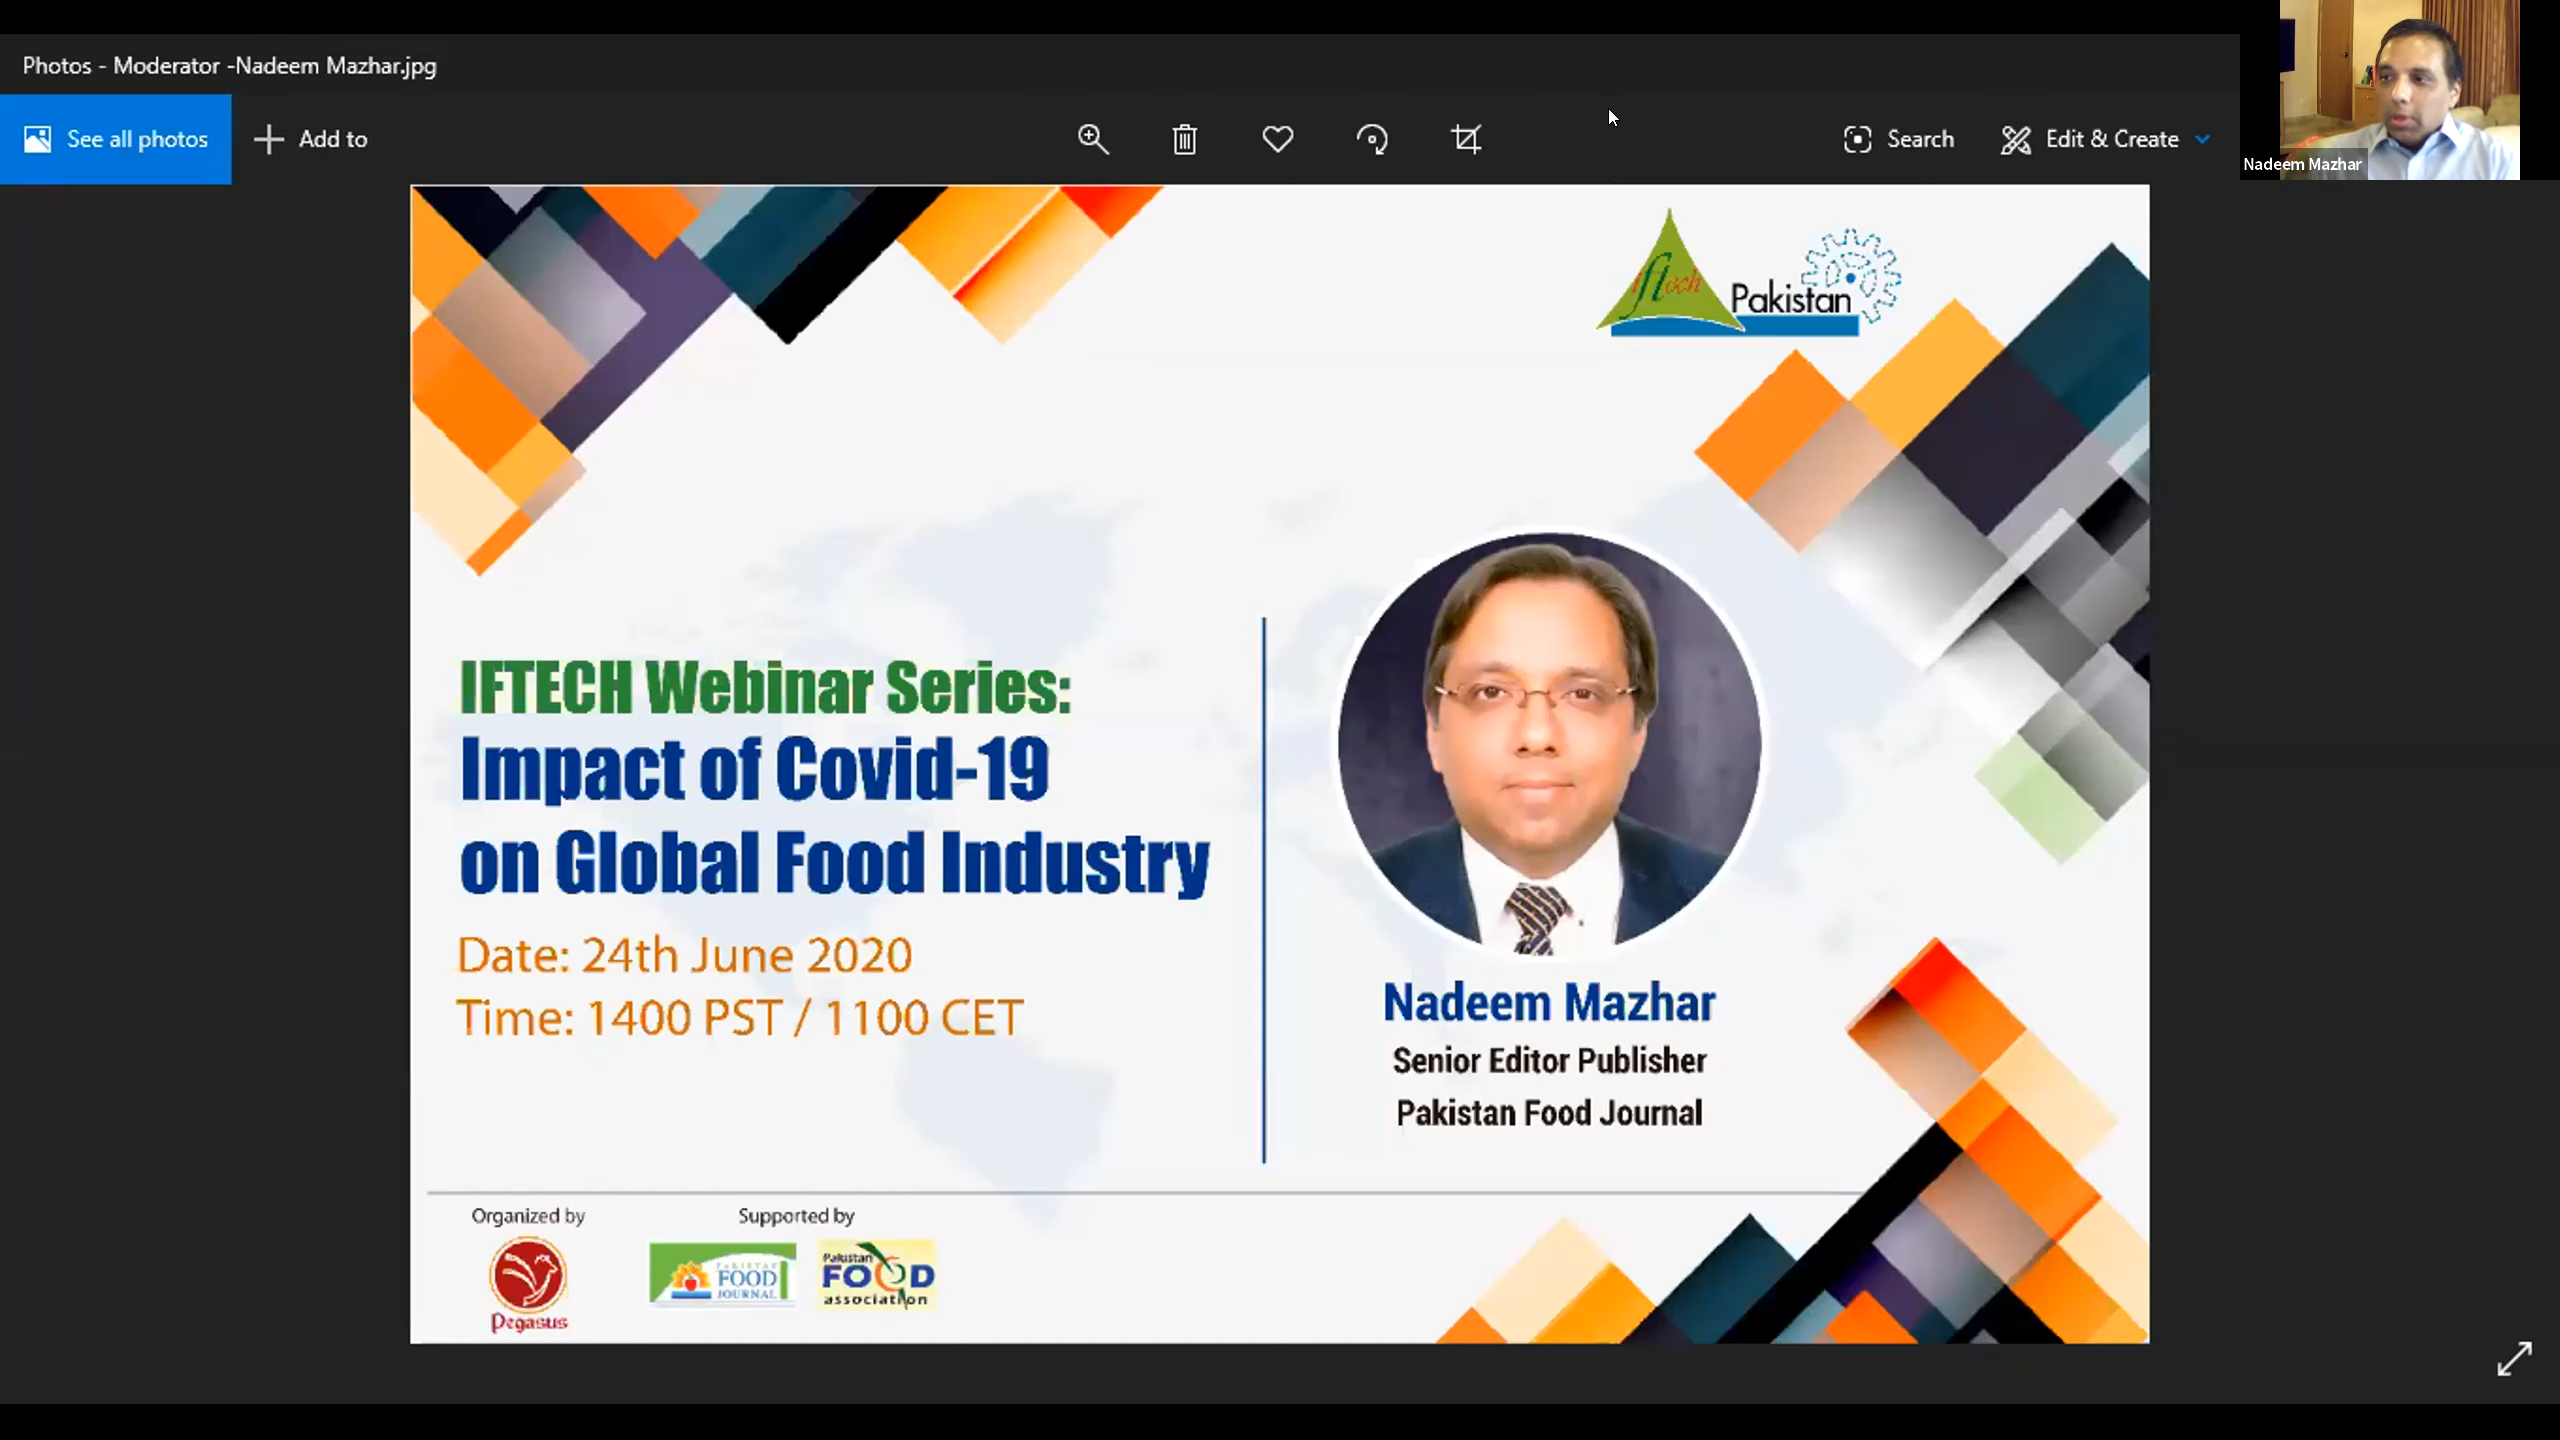 Photos - Moderator -Nadeem Mazhar.jpg
See all photos
Add to
Search
Edit & Create
Nadeem Mazhar
iftech Pakistan
IFTECH Webinar Series:
Impact of Covid-19
on Global Food Industry
Date: 24th June 2020
Time: 1400 PST / 1100 CET
Nadeem Mazhar
Senior Editor Publisher
Pakistan Food Journal
Organized by
Supported by
Pegasus
PAKISTAN
FOOD
JOURNAL
Pakistan
FOOD
association